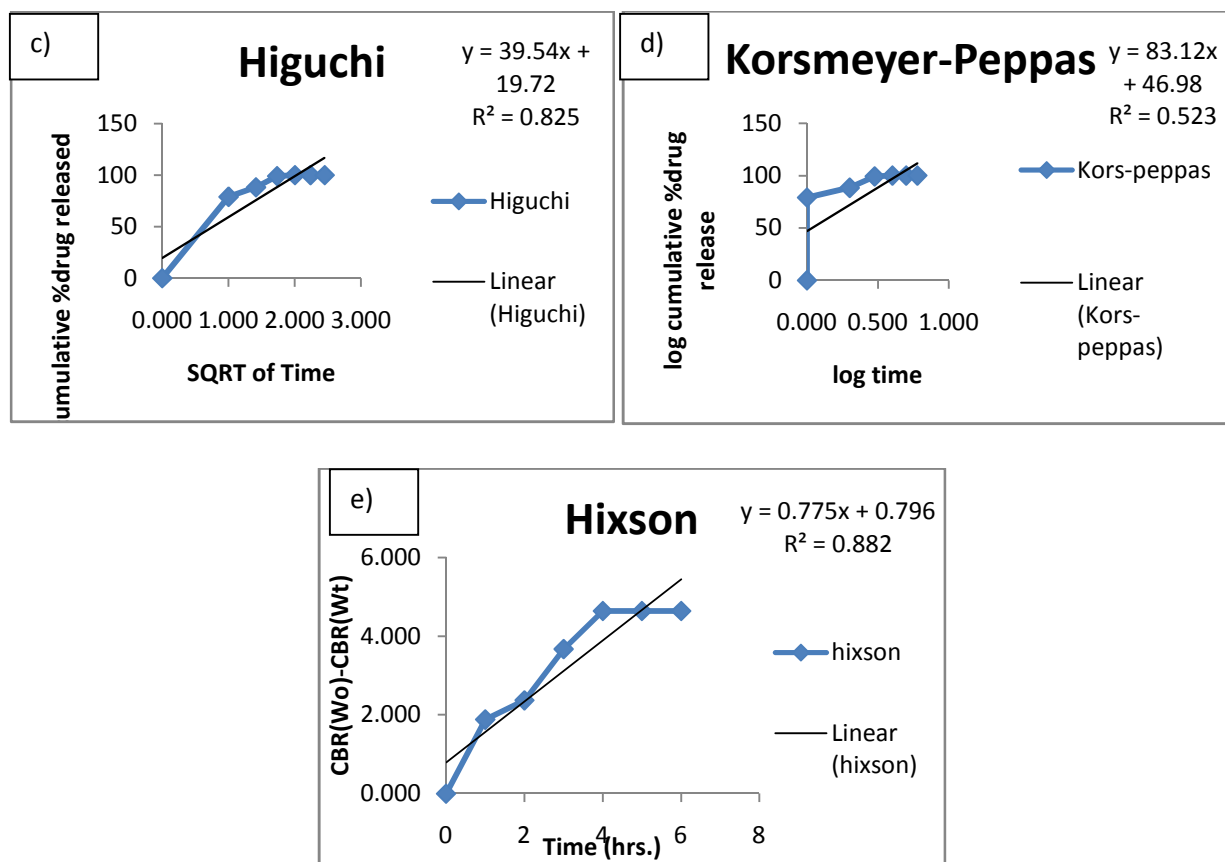 c)
Higuchi
y = 39.54x +
19.72
R² = 0.825
umulative %drug released
150
100
50
0
0.000 1.000 2.000 3.000
SQRT of Time
Higuchi
Linear
(Higuchi)
d)
Korsmeyer-Peppas
y = 83.12x
+ 46.98
R² = 0.523
log cumulative %drug
release
150
100
50
0
0.000 0.500 1.000
log time
Kors-peppas
Linear
(Kors-
peppas)
e)
Hixson
y = 0.775x + 0.796
R² = 0.882
CBR(Wo)-CBR(Wt)
6.000
4.000
2.000
0.000
0 2 4 6 8
Time (hrs.)
hixson
Linear
(hixson)